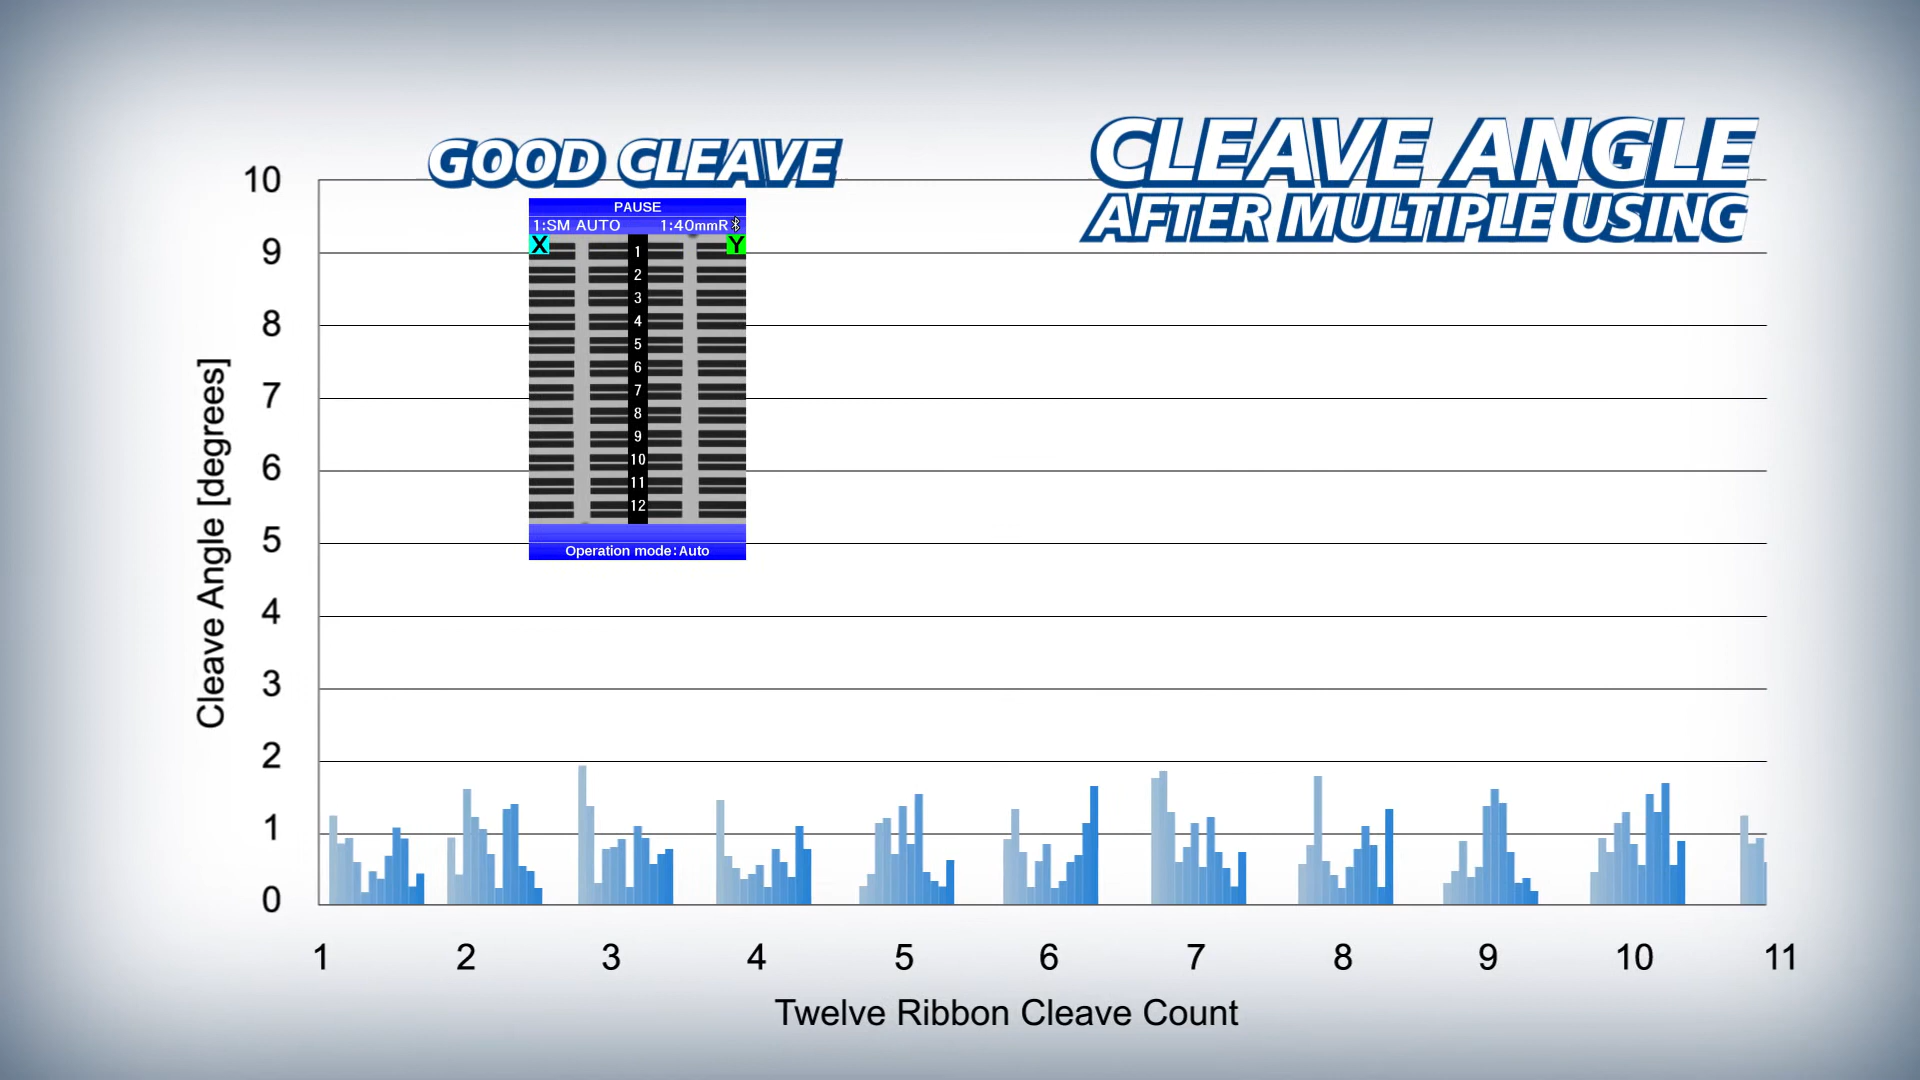 GOOD CLEAVE
CLEAVE ANGLE
AFTER MULTIPLE USING
PAUSE
1:SM AUTO 1:40mmR
X Y
1
2
3
4
5
6
7
8
9
10
11
12
Operation mode:Auto
Cleave Angle [degrees]
10
9
8
7
6
5
4
3
2
1
0
1 2 3 4 5 6 7 8 9 10 11
Twelve Ribbon Cleave Count